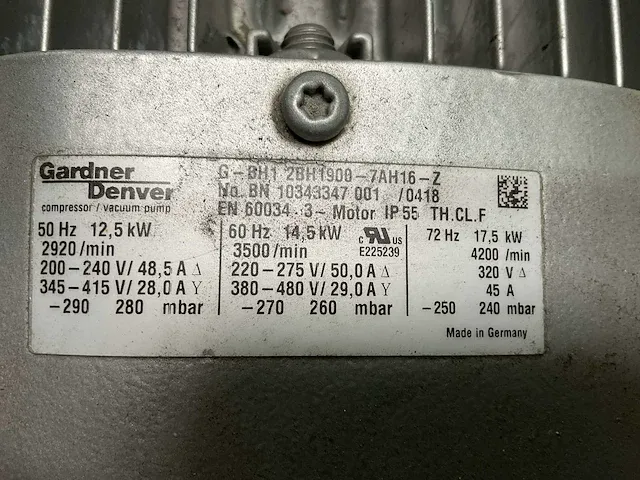 Gardner Denver
compressor / vacuum pump
G-BH1 2BH1900-7AH16-Z
No. BN 10343347 001 /0418
EN 60034 3~ Motor IP 55 TH.CL.F
50 Hz 12,5 kW
2920/min
200-240 V/ 48,5 A Δ
345-415 V/ 28,0 A Y
-290 280 mbar
60 Hz 14,5 kW
3500/min
220-275 V/ 50,0 A Δ
380-480 V/ 29,0 A Y
-270 260 mbar
c RU US
E225239
72 Hz 17,5 kW
4200 /min
320 V Δ
45 A
-250 240 mbar
Made in Germany